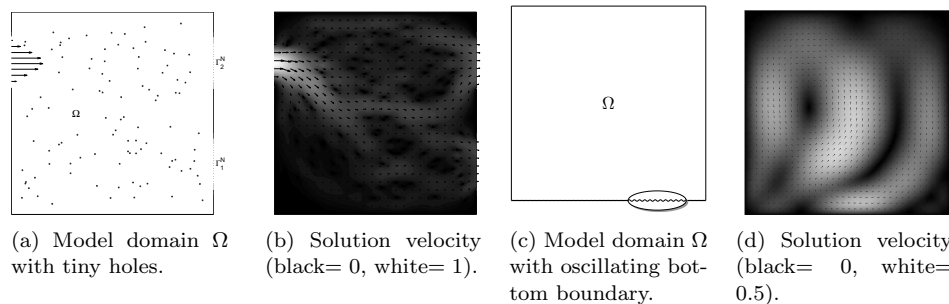 Ω
Γ₂ᴺ
Γ₁ᴺ
Ω
(a) Model domain Ω
with tiny holes.
(b) Solution velocity
(black= 0, white= 1).
(c) Model domain Ω
with oscillating bot-
tom boundary.
(d) Solution velocity
(black= 0, white=
0.5).